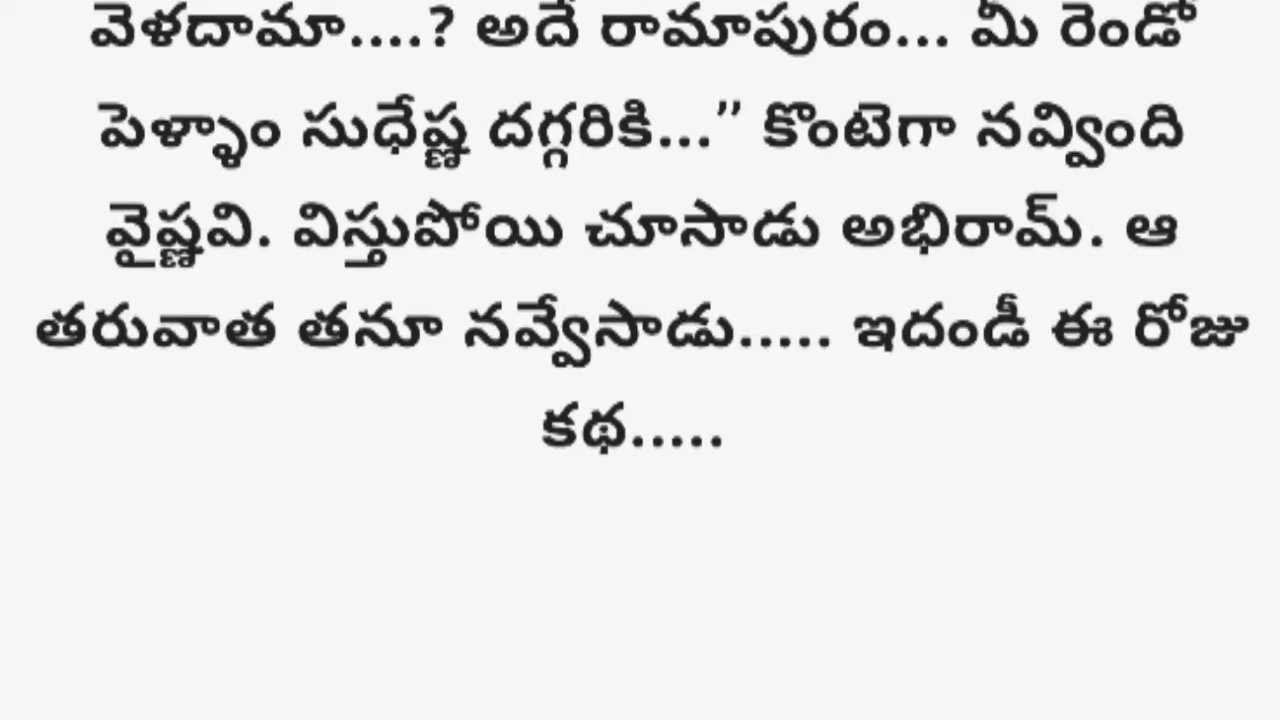 వెళదామా....? అదే రామాపురం... మీ రెండో
పెళ్ళాం సుధేష్ణ దగ్గరికి...” కొంటెగా నవ్వింది
వైష్ణవి. విస్తుపోయి చూసాడు అభిరామ్. ఆ
తరువాత తనూ నవ్వేసాడు..... ఇదండీ ఈ రోజు
కథ.....